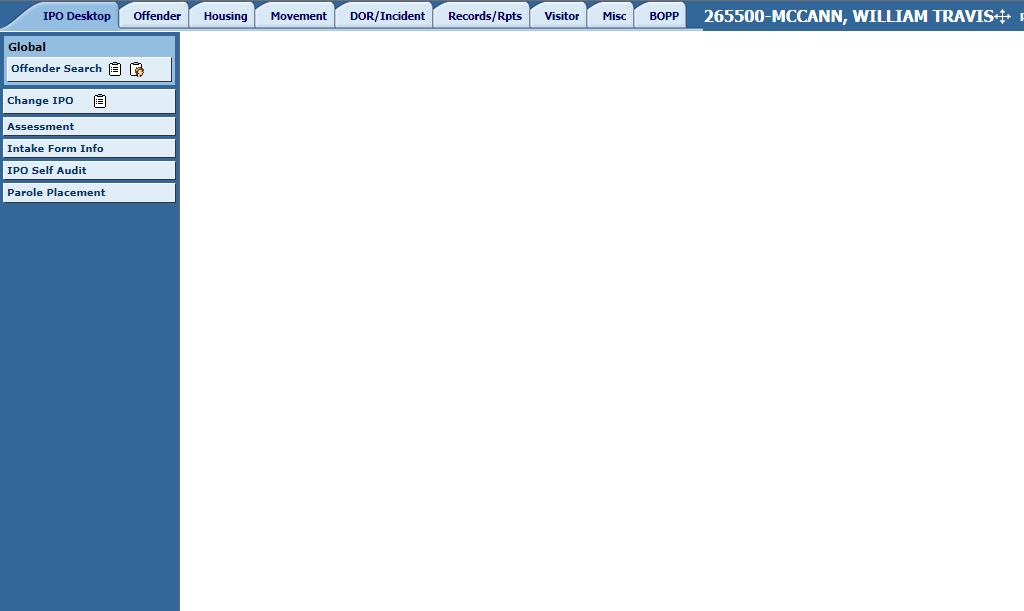 IPO Desktop Offender Housing Movement DOR/Incident Records/Rpts Visitor Misc BOPP 265500-MCCANN, WILLIAM TRAVIS
Global
Offender Search
Change IPO
Assessment
Intake Form Info
IPO Self Audit
Parole Placement